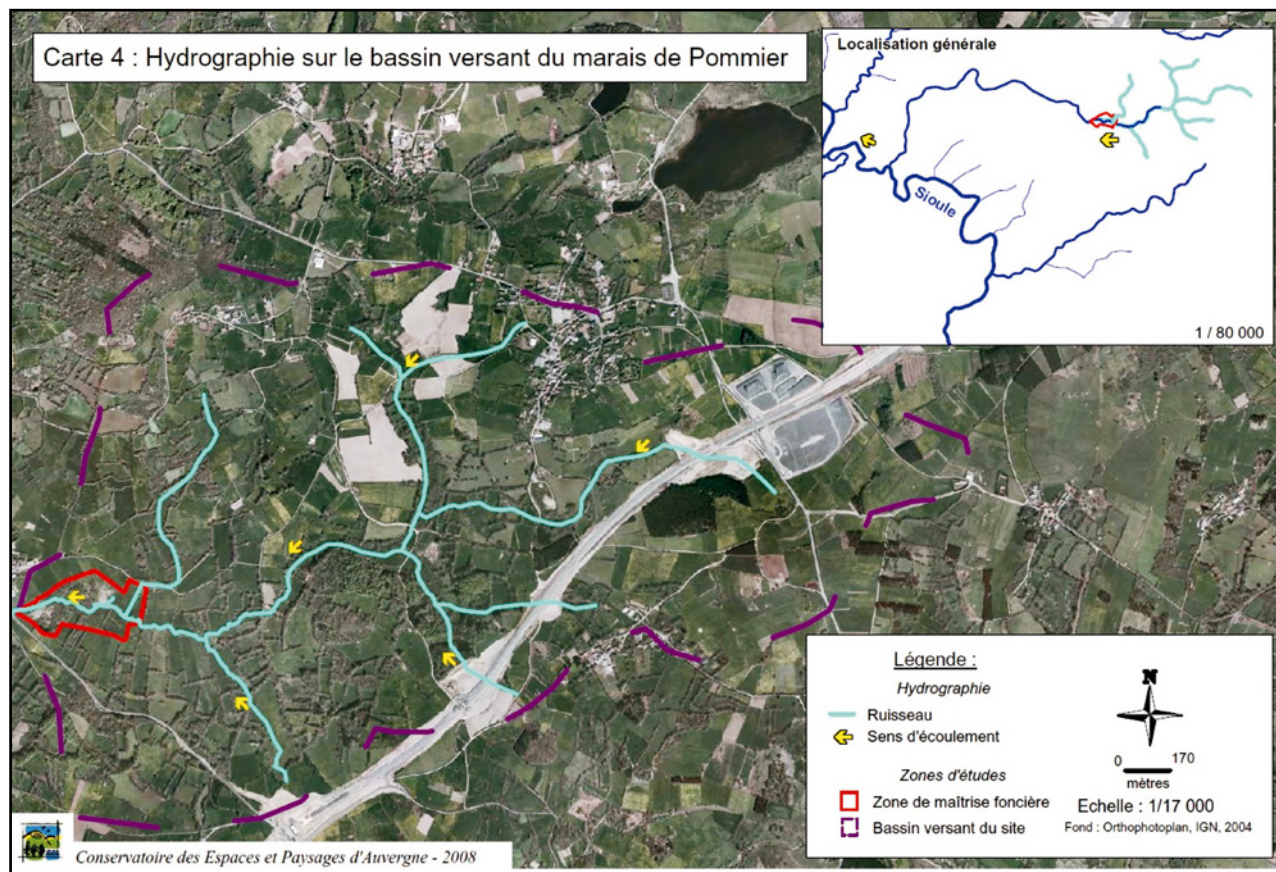 Carte 4 : Hydrographie sur le bassin versant du marais de Pommier
Localisation générale
Sioule
1 / 80 000
Légende :
Hydrographie
Ruisseau
Sens d'écoulement
Zones d'études
Zone de maîtrise foncière
Bassin versant du site
N
0 170
mètres
Echelle : 1/17 000
Fond : Orthophotoplan, IGN, 2004
Conservatoire des Espaces et Paysages d'Auvergne - 2008